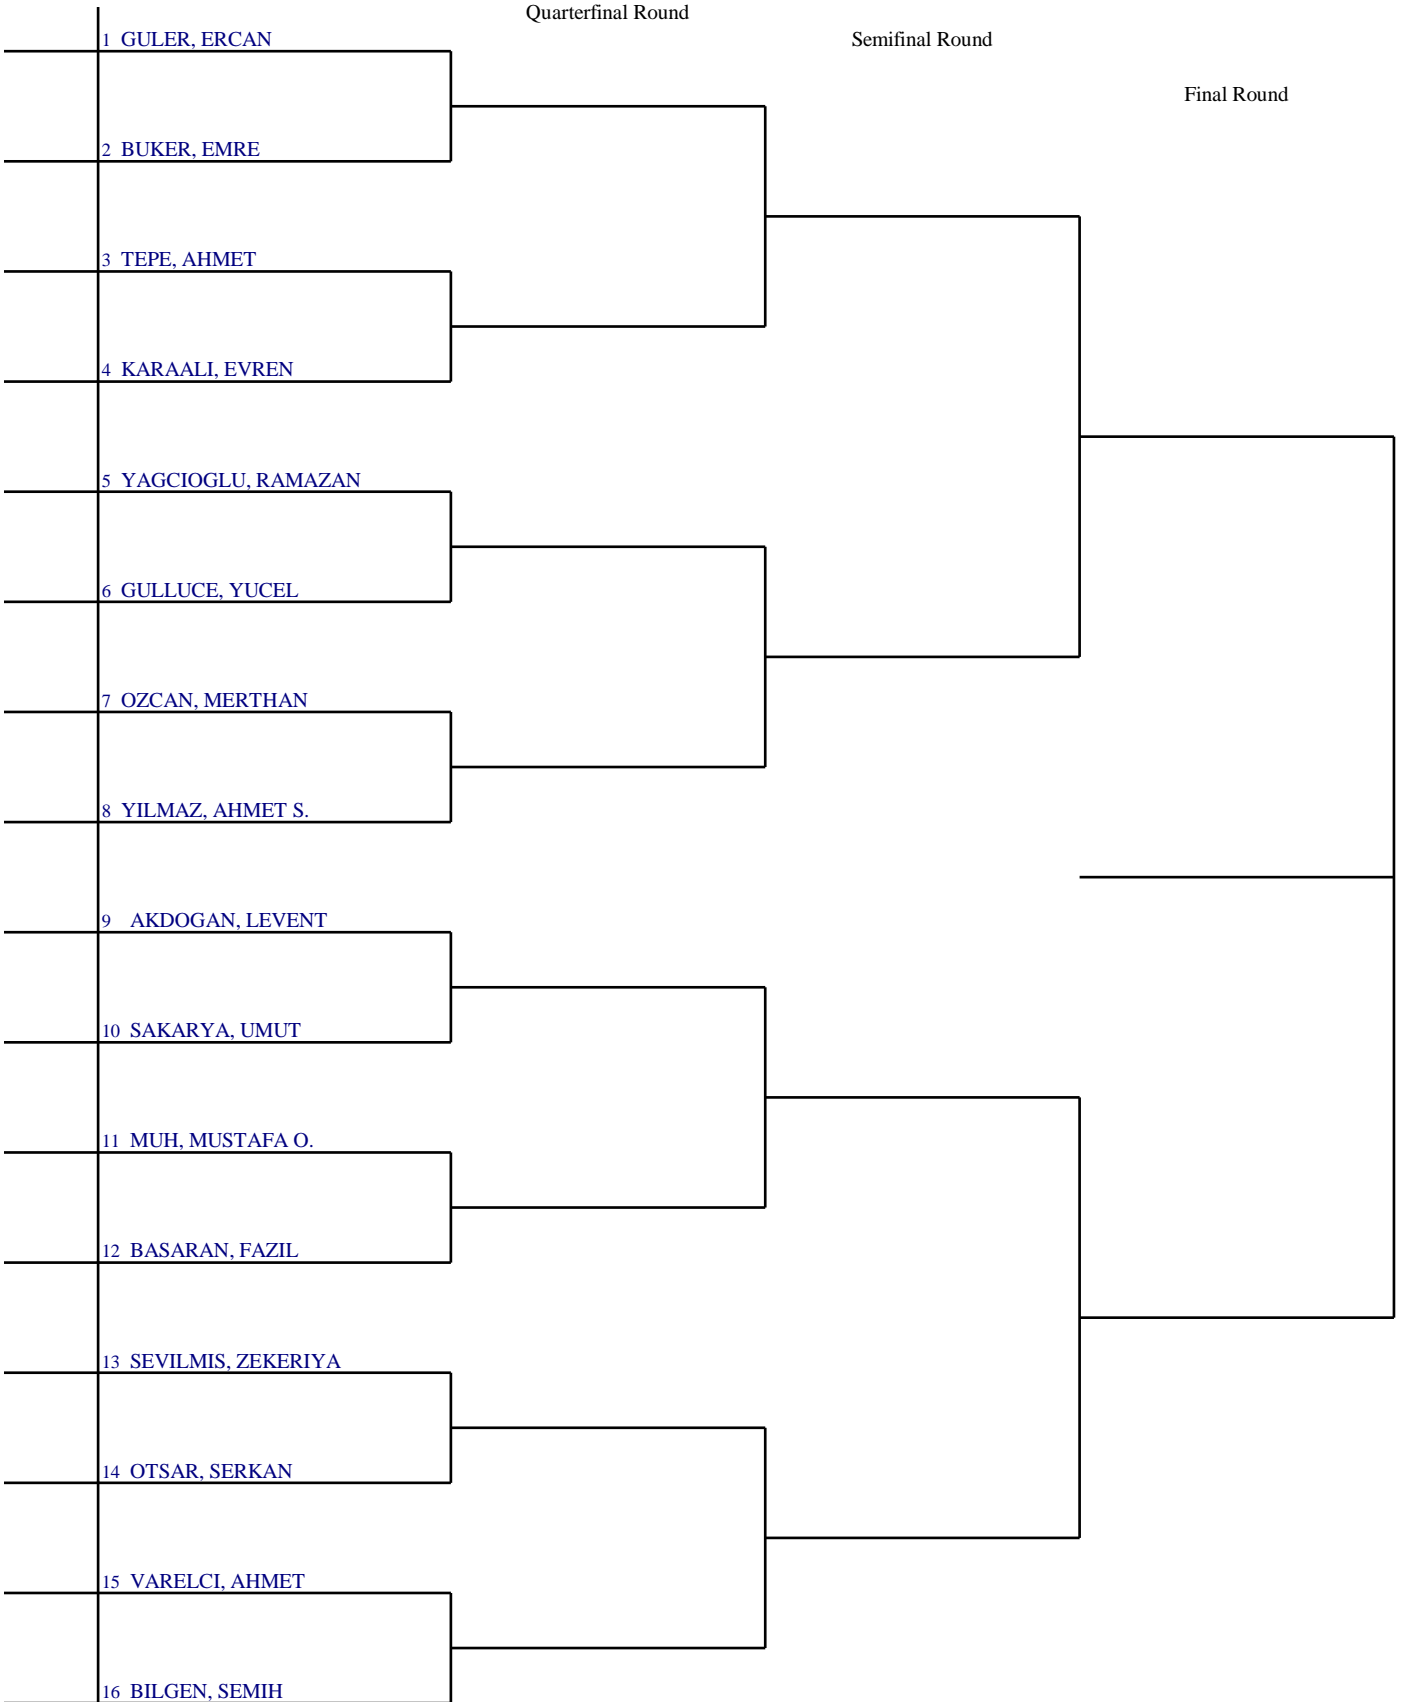 Quarterfinal Round
Semifinal Round
Final Round
1 GULER, ERCAN
2 BUKER, EMRE
3 TEPE, AHMET
4 KARAALI, EVREN
5 YAGCIOGLU, RAMAZAN
6 GULLUCE, YUCEL
7 OZCAN, MERTHAN
8 YILMAZ, AHMET S.
9 AKDOGAN, LEVENT
10 SAKARYA, UMUT
11 MUH, MUSTAFA O.
12 BASARAN, FAZIL
13 SEVILMIS, ZEKERIYA
14 OTSAR, SERKAN
15 VARELCI, AHMET
16 BILGEN, SEMIH